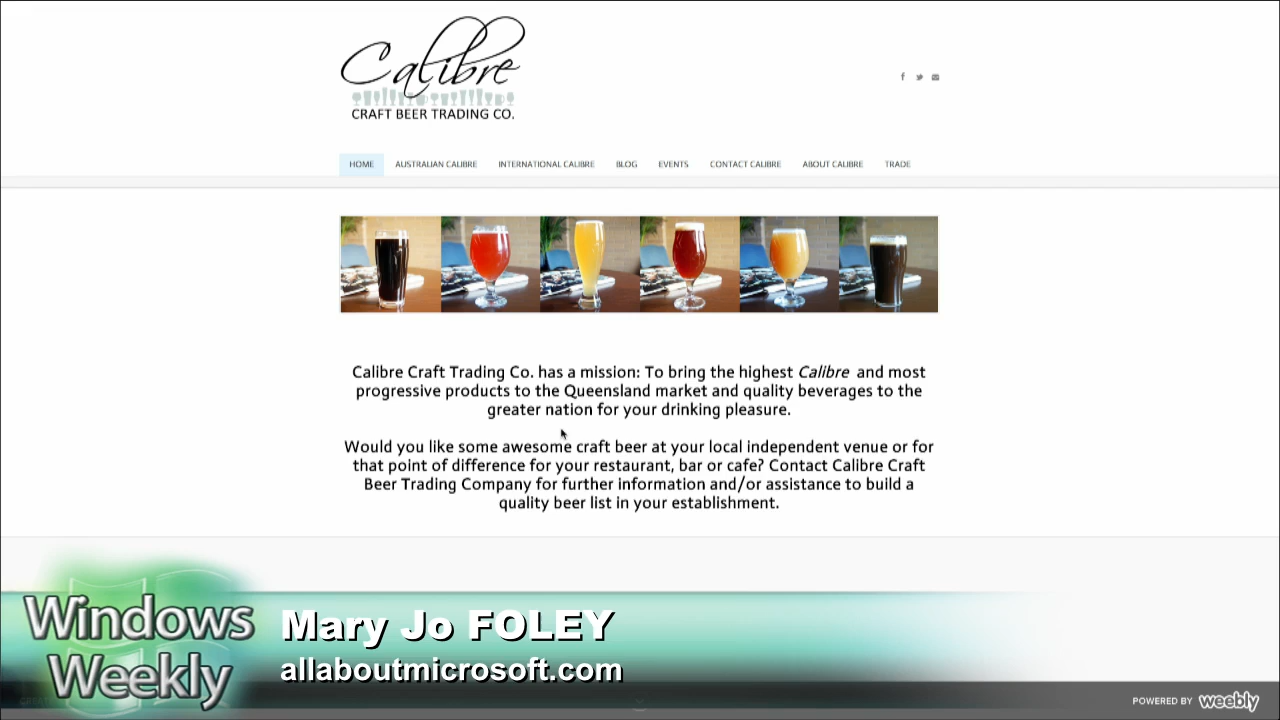 Calibre
CRAFT BEER TRADING CO.
HOME AUSTRALIAN CALIBRE INTERNATIONAL CALIBRE BLOG EVENTS CONTACT CALIBRE ABOUT CALIBRE TRADE
Calibre Craft Trading Co. has a mission: To bring the highest Calibre and most
progressive products to the Queensland market and quality beverages to the
greater nation for your drinking pleasure.
Would you like some awesome craft beer at your local independent venue or for
that point of difference for your restaurant, bar or cafe? Contact Calibre Craft
Beer Trading Company for further information and/or assistance to build a
quality beer list in your establishment.
Windows
Weekly
Mary Jo FOLEY
allaboutmicrosoft.com
POWERED BY weebly